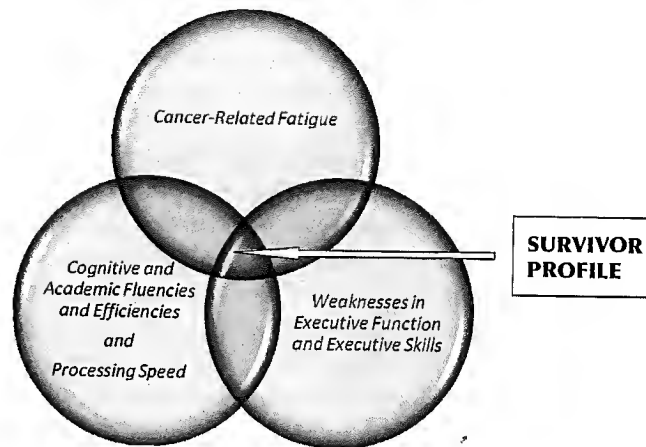 Cancer-Related Fatigue
Cognitive and
Academic Fluencies
and Efficiencies
and
Processing Speed
Weaknesses in
Executive Function
and Executive Skills
SURVIVOR
PROFILE